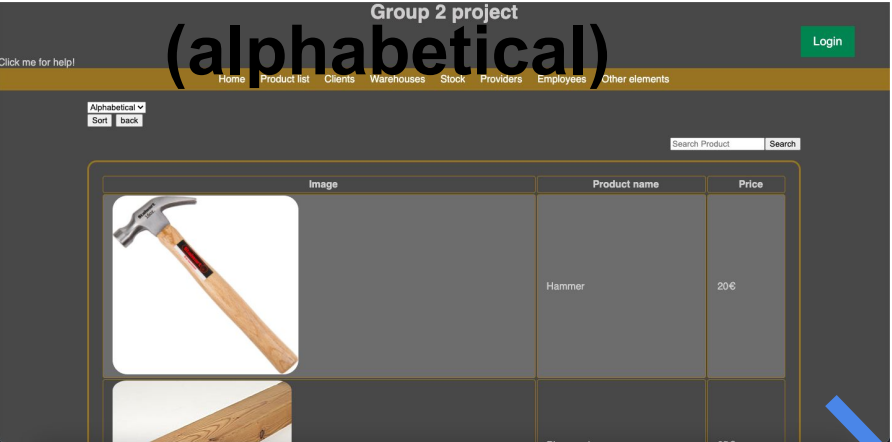 Group 2 project
(alphabetical)
Login
Click me for help!
Home Product list Clients Warehouses Stock Providers Employees Other elements
Alphabetical
Sort back
Search Product Search
Image Product name Price
Hammer 20€